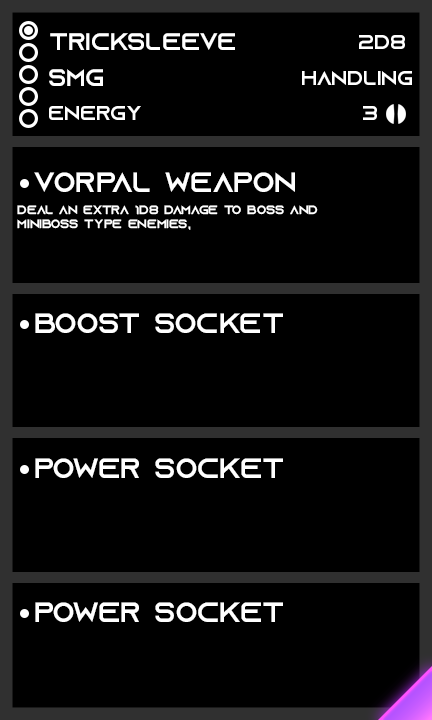 TRICKSLEEVE 2D8
SMG HANDLING
ENERGY 3
•VORPAL WEAPON
DEAL AN EXTRA 1D8 DAMAGE TO BOSS AND
MINIBOSS TYPE ENEMIES,
•BOOST SOCKET
•POWER SOCKET
•POWER SOCKET